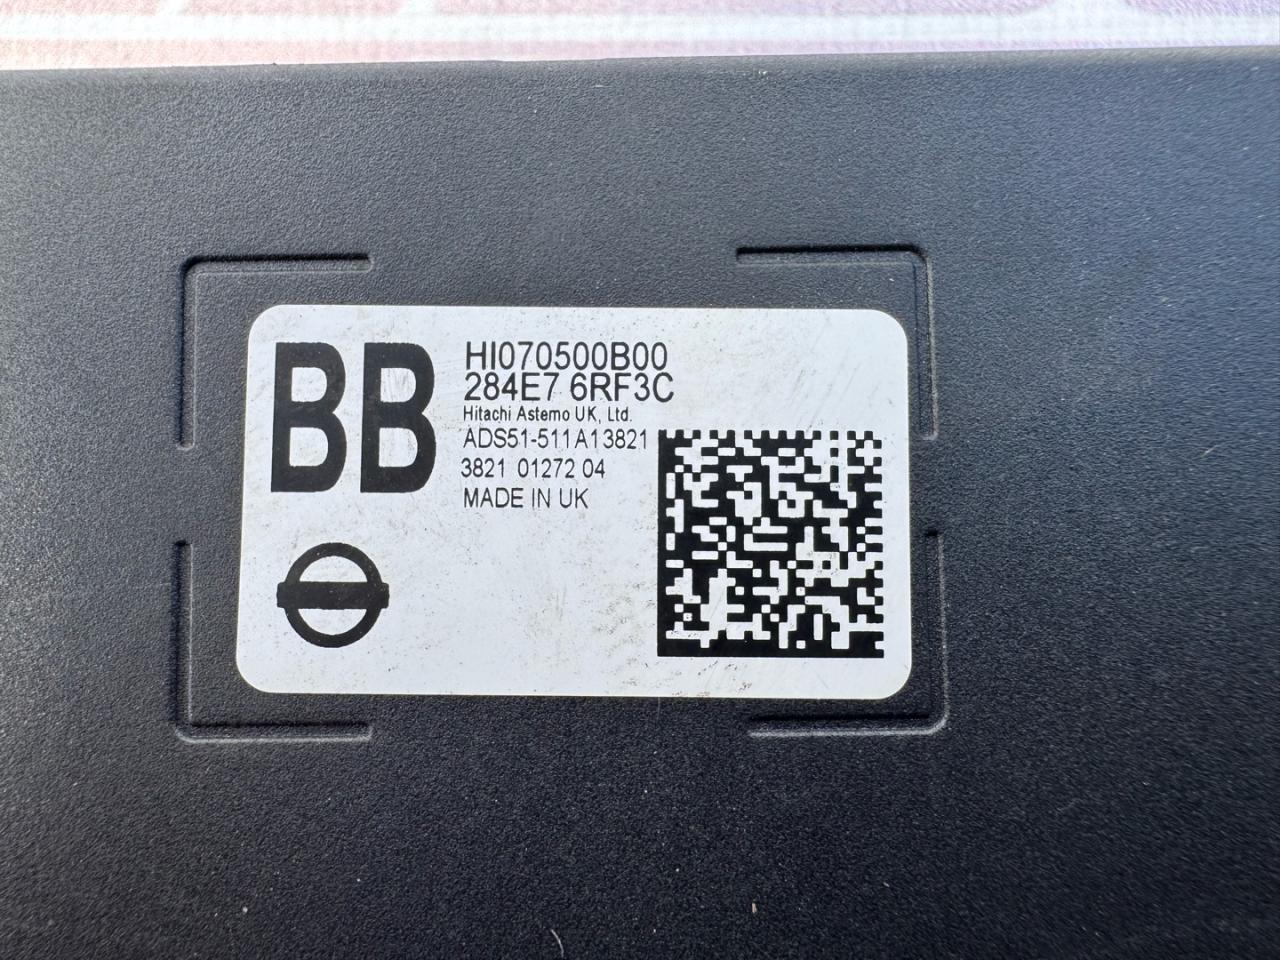 BB
HI070500B00
284E7 6RF3C
Hitachi Astemo UK, Ltd.
ADS51-511A13821
3821 01272 04
MADE IN UK